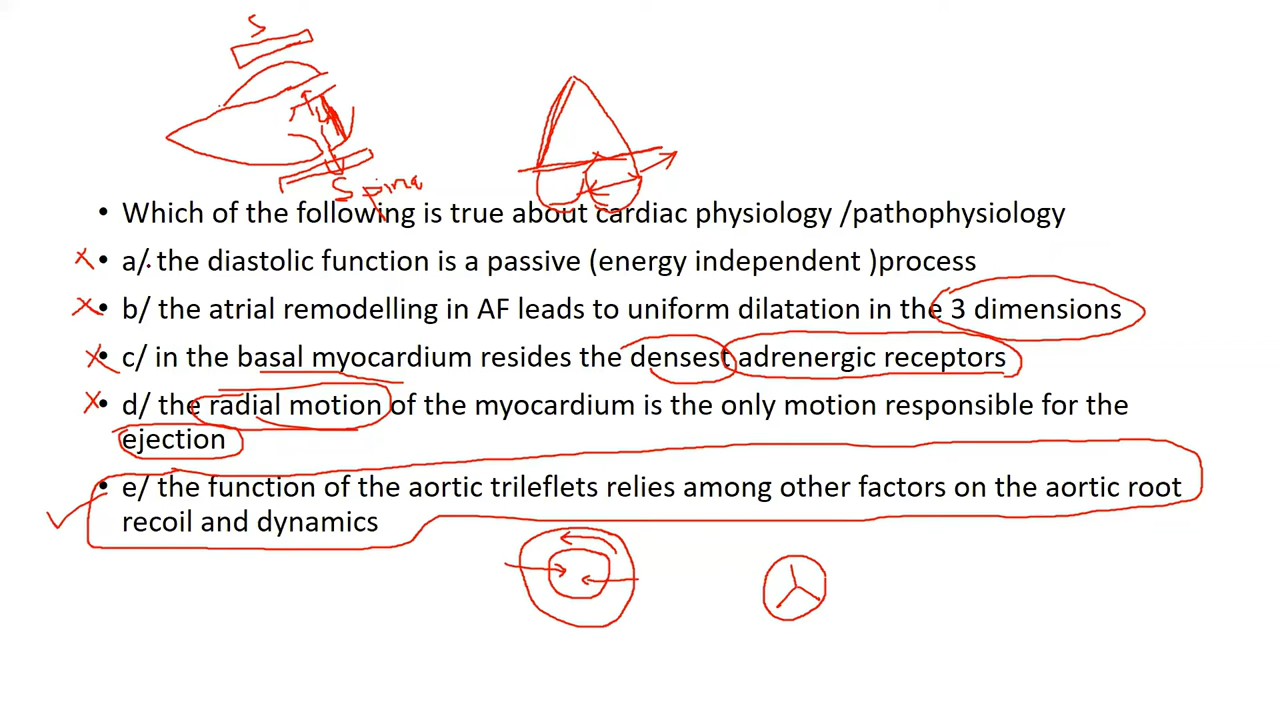 S
S pine
• Which of the following is true about cardiac physiology /pathophysiology
x • a/ the diastolic function is a passive (energy independent )process
x • b/ the atrial remodelling in AF leads to uniform dilatation in the 3 dimensions
x • c/ in the basal myocardium resides the densest adrenergic receptors
x • d/ the radial motion of the myocardium is the only motion responsible for the
ejection
• e/ the function of the aortic trileflets relies among other factors on the aortic root
recoil and dynamics